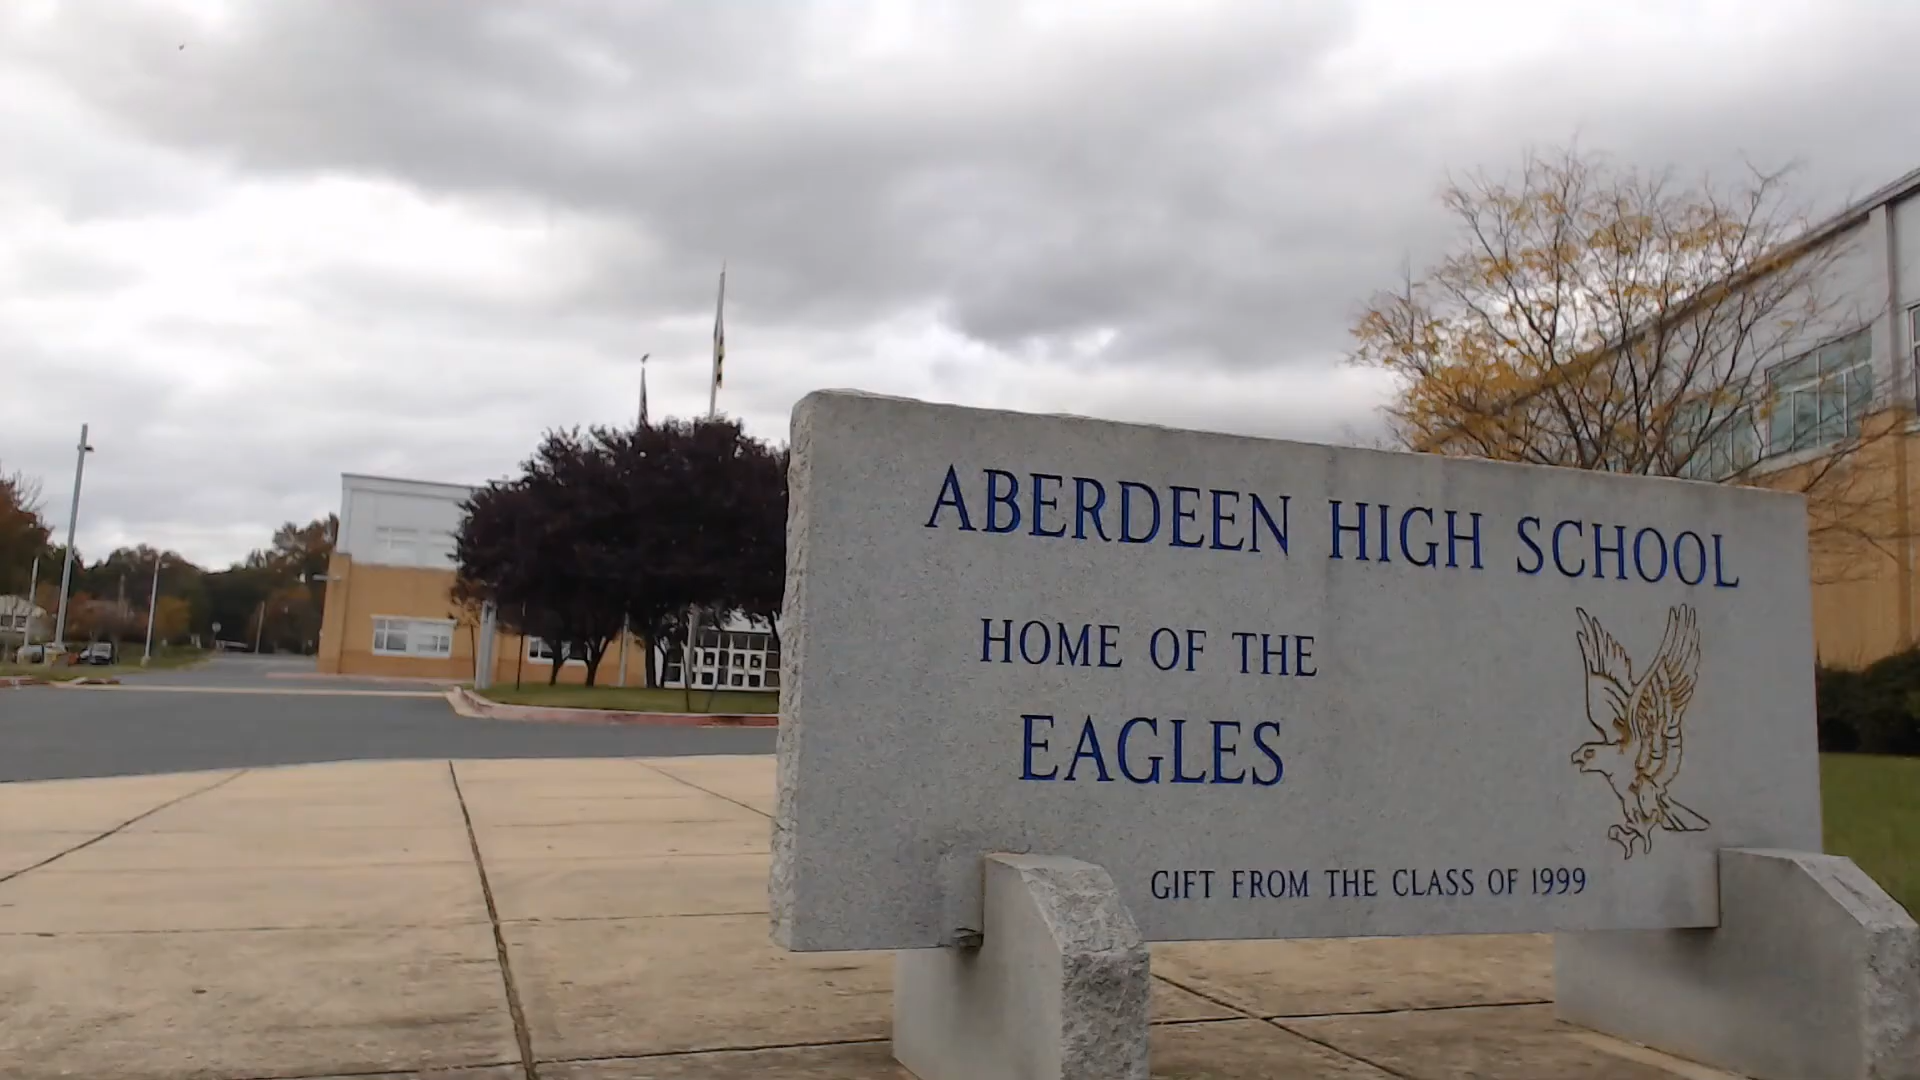 ABERDEEN HIGH SCHOOL
HOME OF THE
EAGLES
GIFT FROM THE CLASS OF 1999